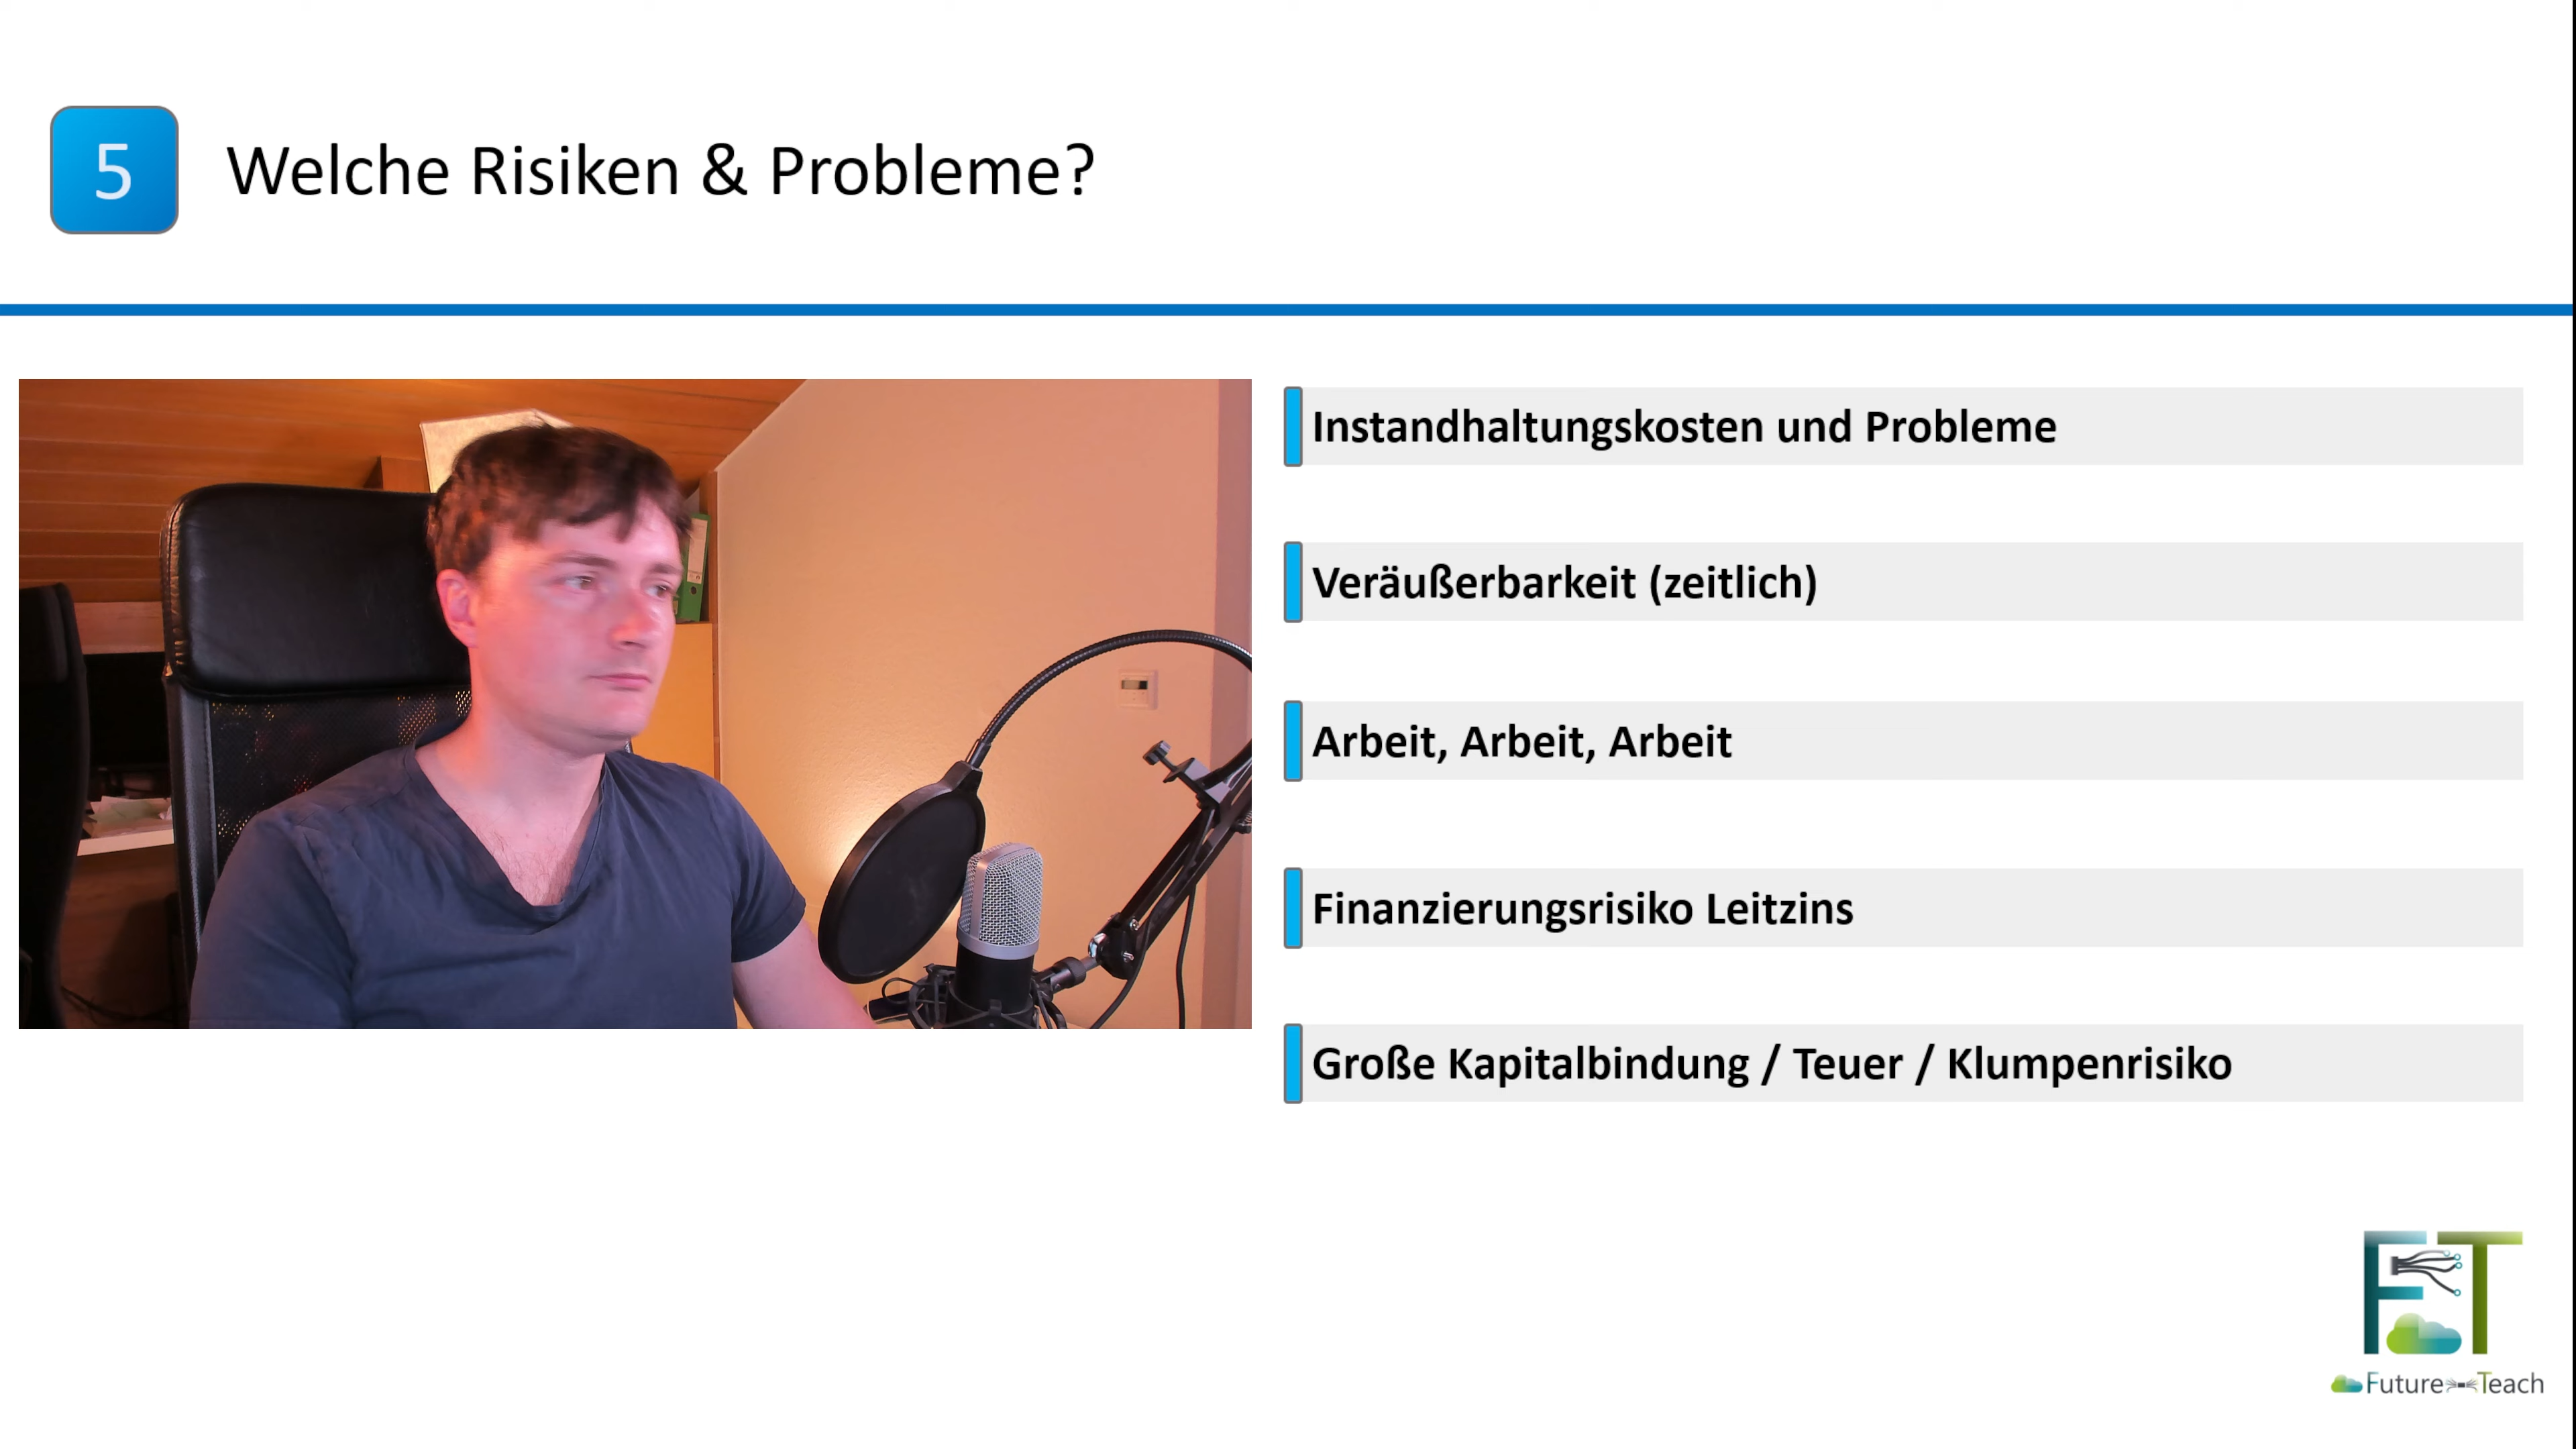 5
Welche Risiken & Probleme?
Instandhaltungskosten und Probleme
Veräußerbarkeit (zeitlich)
Arbeit, Arbeit, Arbeit
Finanzierungsrisiko Leitzins
Große Kapitalbindung / Teuer / Klumpenrisiko
FT
Future Teach